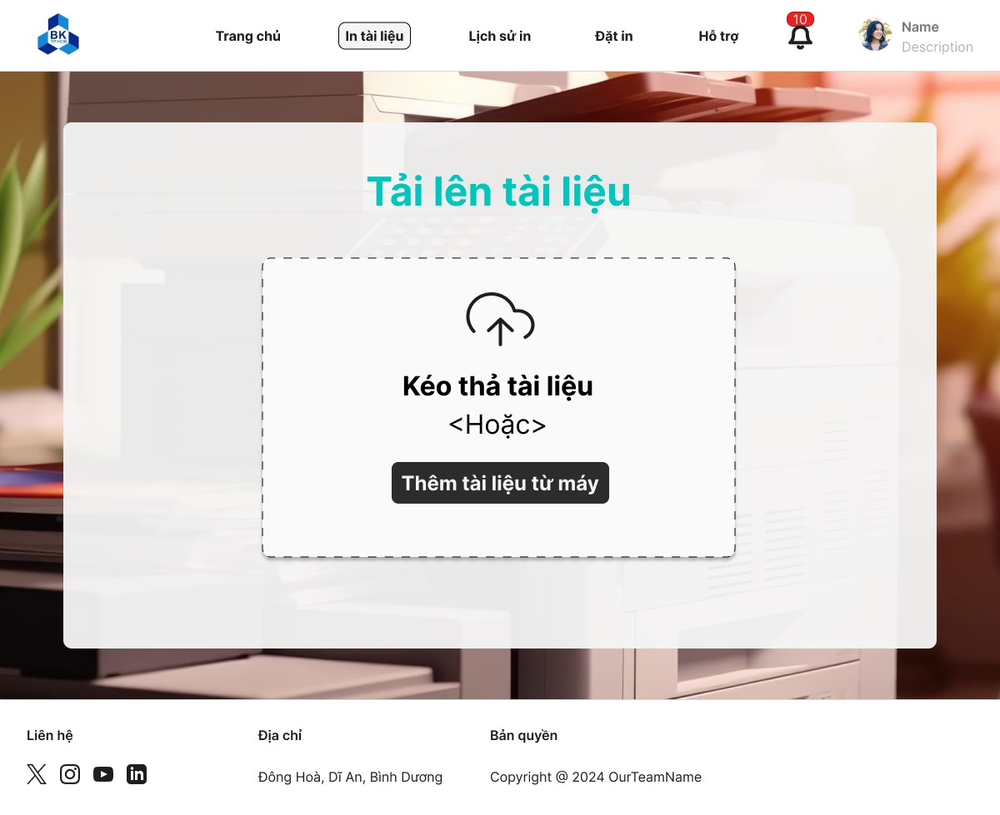 BK
TP.HCM
Trang chủ
In tài liệu
Lịch sử in
Đặt in
Hỗ trợ
10
Name
Description
Tải lên tài liệu
Kéo thả tài liệu
<Hoặc>
Thêm tài liệu từ máy
Liên hệ
Địa chỉ
Bản quyền
Đông Hoà, Dĩ An, Bình Dương
Copyright @ 2024 OurTeamName